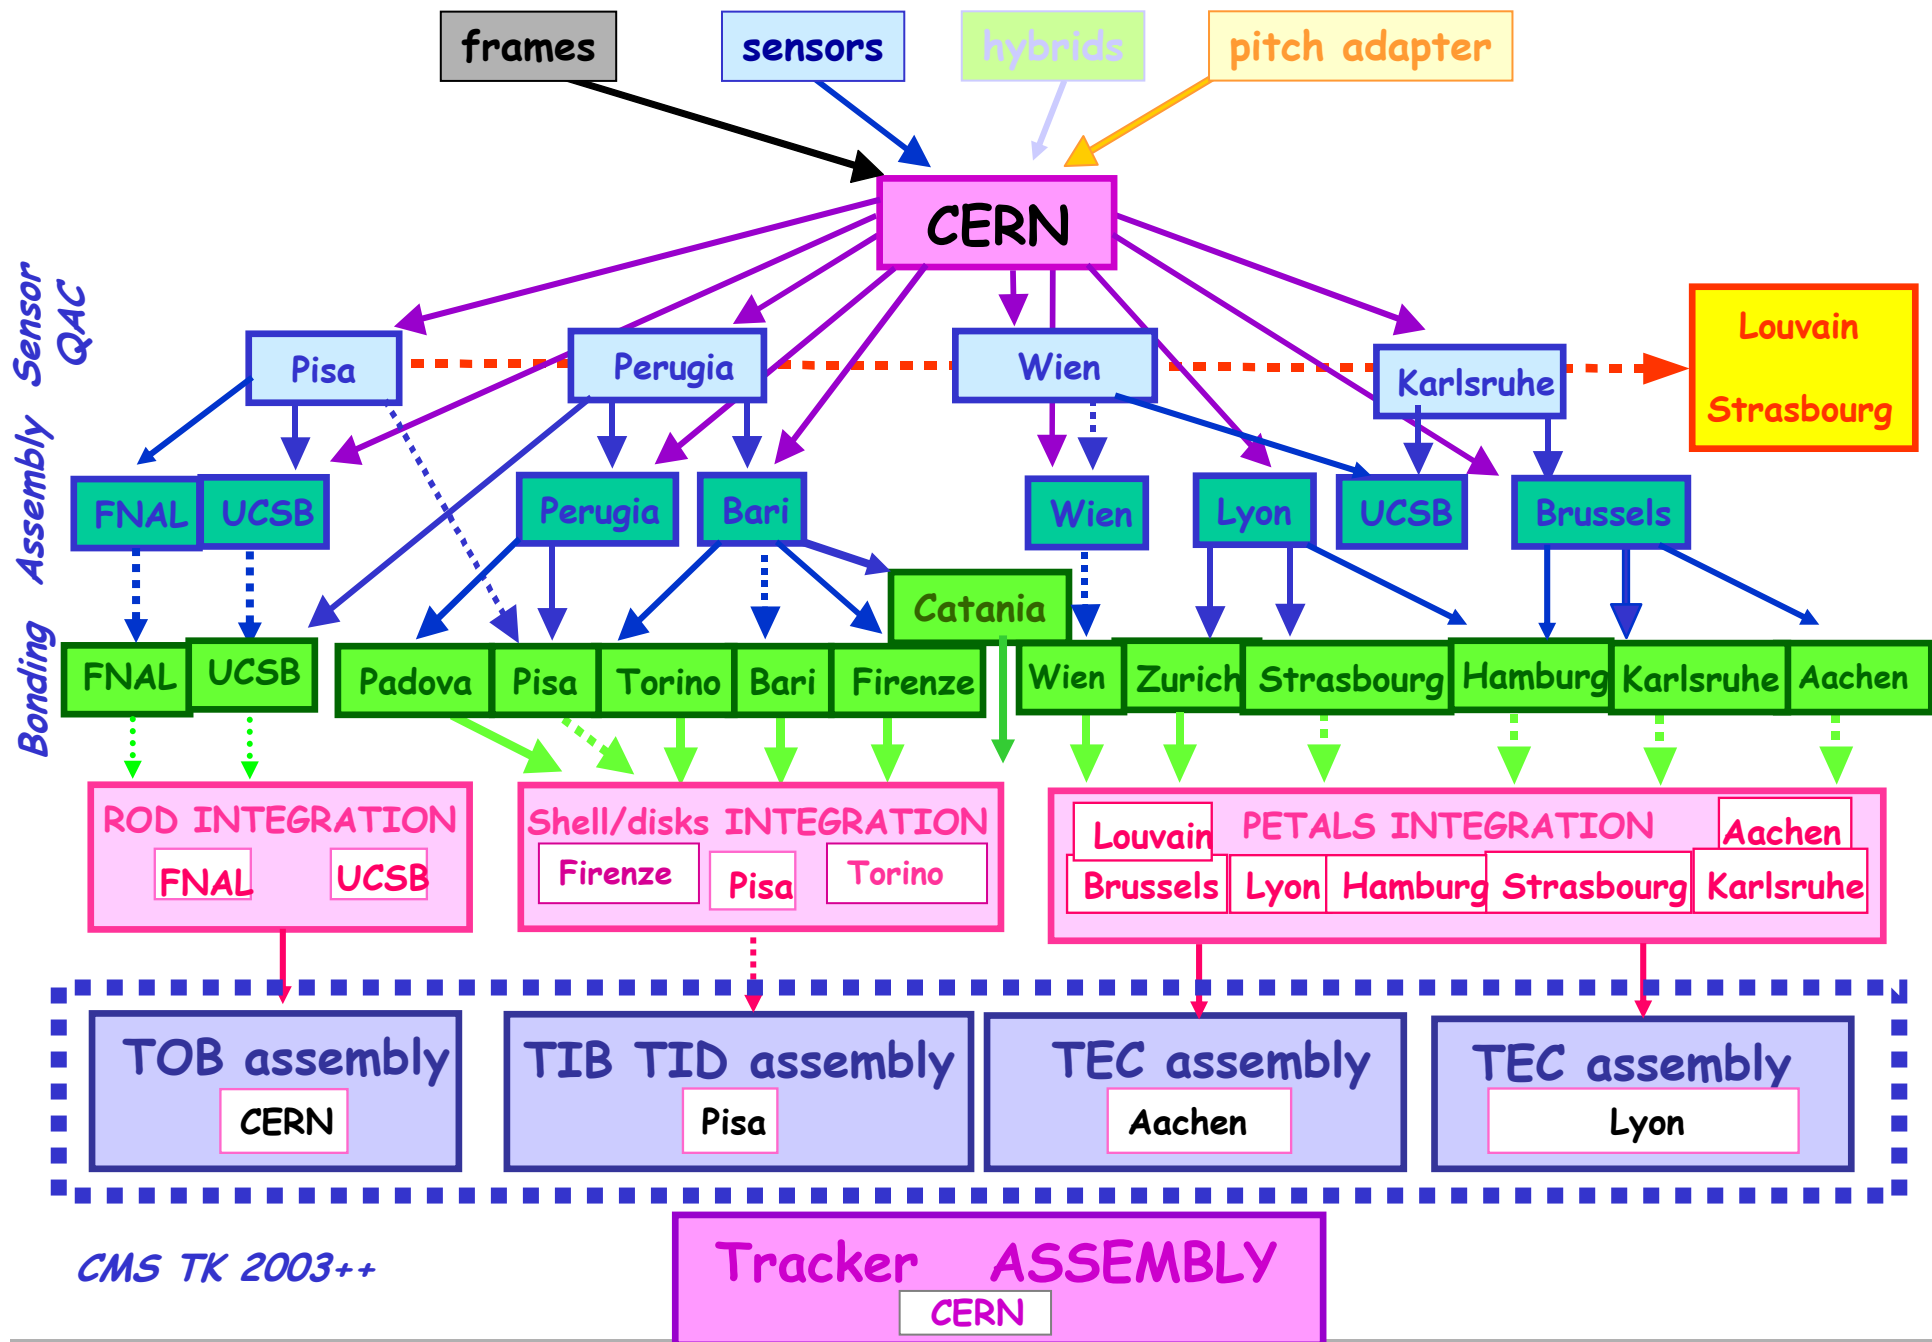 frames
sensors
hybrids
pitch adapter
CERN
Sensor
QAC
Pisa
Perugia
Wien
Karlsruhe
Louvain
Strasbourg
Assembly
FNAL
UCSB
Perugia
Bari
Wien
Lyon
UCSB
Brussels
Bonding
Catania
FNAL
UCSB
Padova
Pisa
Torino
Bari
Firenze
Wien
Zurich
Strasbourg
Hamburg
Karlsruhe
Aachen
ROD INTEGRATION
FNAL
UCSB
Shell/disks INTEGRATION
Firenze
Pisa
Torino
PETALS INTEGRATION
Louvain
Aachen
Brussels
Lyon
Hamburg
Strasbourg
Karlsruhe
TOB assembly
CERN
TIB TID assembly
Pisa
TEC assembly
Aachen
TEC assembly
Lyon
CMS TK 2003++
Tracker ASSEMBLY
CERN